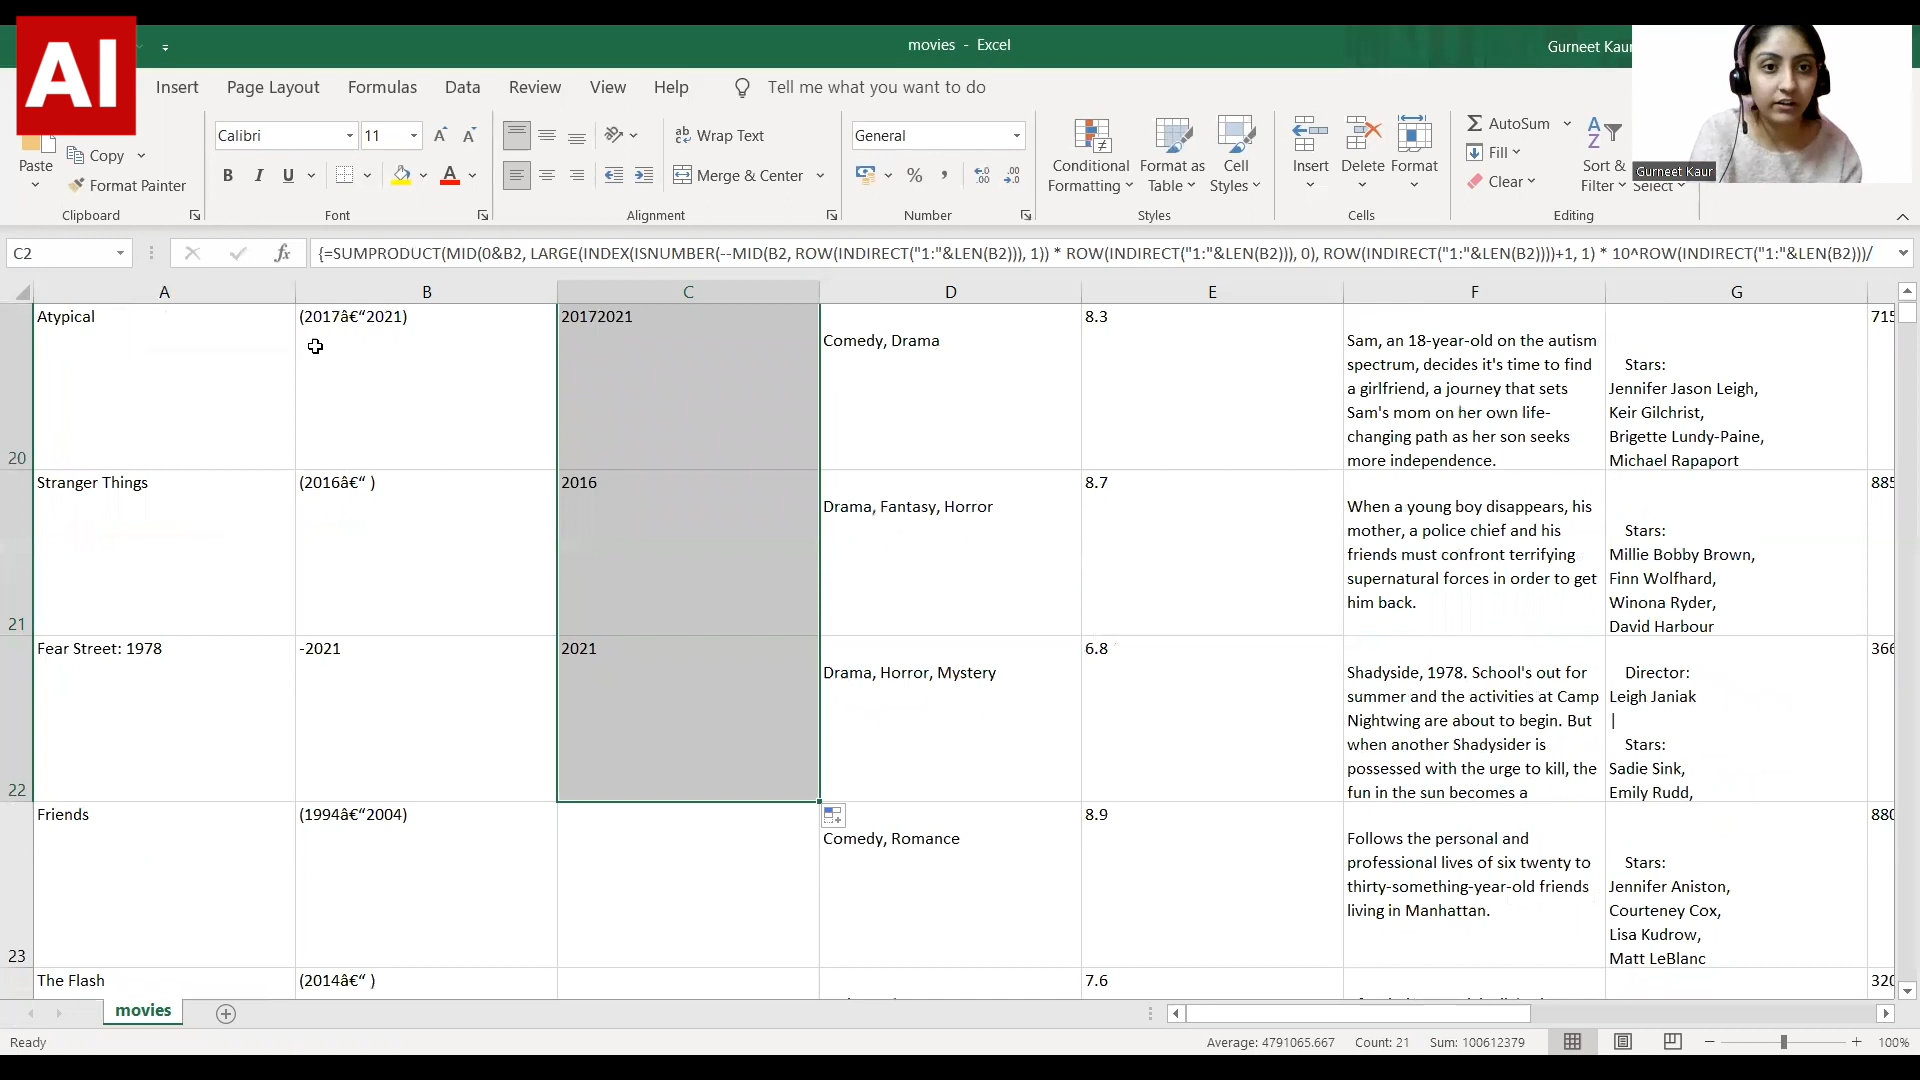 AI
movies - Excel
Gurneet Kaur
Insert Page Layout Formulas Data Review View Help Tell me what you want to do
Paste
Copy
Format Painter
Clipboard
Calibri 11
B I U
Font
Wrap Text
Merge & Center
Alignment
General
Number
Conditional Formatting
Format as Table
Cell Styles
Styles
Insert Delete Format
Cells
AutoSum
Fill
Clear
Sort & Filter
Select
Editing
Gurneet Kaur
C2
fx
{=SUMPRODUCT(MID(0&B2, LARGE(INDEX(ISNUMBER(--MID(B2, ROW(INDIRECT("1:"&LEN(B2))), 1)) * ROW(INDIRECT("1:"&LEN(B2))), 0), ROW(INDIRECT("1:"&LEN(B2))))+1, 1) * 10^ROW(INDIRECT("1:"&LEN(B2)))/
A B C D E F G
20
Atypical
(2017â€“2021)
20172021
Comedy, Drama
8.3
Sam, an 18-year-old on the autism
spectrum, decides it's time to find
a girlfriend, a journey that sets
Sam's mom on her own life-
changing path as her son seeks
more independence.
Stars:
Jennifer Jason Leigh,
Keir Gilchrist,
Brigette Lundy-Paine,
Michael Rapaport
715
21
Stranger Things
(2016â€“ )
2016
Drama, Fantasy, Horror
8.7
When a young boy disappears, his
mother, a police chief and his
friends must confront terrifying
supernatural forces in order to get
him back.
Stars:
Millie Bobby Brown,
Finn Wolfhard,
Winona Ryder,
David Harbour
885
22
Fear Street: 1978
-2021
2021
Drama, Horror, Mystery
6.8
Shadyside, 1978. School's out for
summer and the activities at Camp
Nightwing are about to begin. But
when another Shadysider is
possessed with the urge to kill, the
fun in the sun becomes a
Director:
Leigh Janiak
|
Stars:
Sadie Sink,
Emily Rudd,
366
23
Friends
(1994â€“2004)
Comedy, Romance
8.9
Follows the personal and
professional lives of six twenty to
thirty-something-year-old friends
living in Manhattan.
Stars:
Jennifer Aniston,
Courteney Cox,
Lisa Kudrow,
Matt LeBlanc
880
The Flash
(2014â€“ )
7.6
320
movies
Ready
Average: 4791065.667 Count: 21 Sum: 100612379
100%